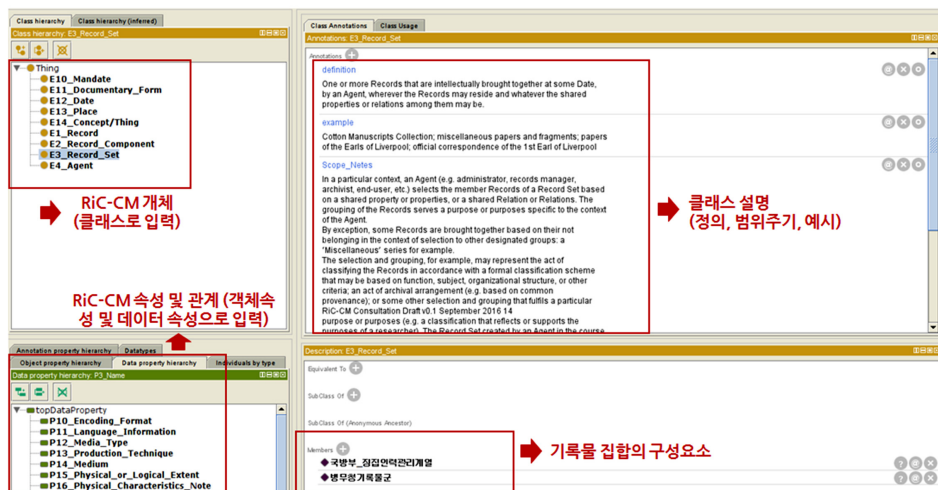 Class hierarchy Class hierarchy (inferred)
Class hierarchy: E3_Record_Set
Thing
E10_Mandate
E11_Documentary_Form
E12_Date
E13_Place
E14_Concept/Thing
E1_Record
E2_Record_Component
E3_Record_Set
E4_Agent
RiC-CM 개체
(클래스로 입력)
RiC-CM 속성 및 관계 (객체속
성 및 데이터 속성으로 입력)
Annotation property hierarchy Datatypes
Object property hierarchy Data property hierarchy Individuals by type
Data property hierarchy: P3_Name
topDataProperty
P10_Encoding_Format
P11_Language_Information
P12_Media_Type
P13_Production_Technique
P14_Medium
P15_Physical_or_Logical_Extent
P16_Physical_Characteristics_Note
Class Annotations Class Usage
Annotations: E3_Record_Set
Annotations
definition
One or more Records that are intellectually brought together at some Date,
by an Agent, wherever the Records may reside and whatever the shared
properties or relations among them may be.
example
Cotton Manuscripts Collection; miscellaneous papers and fragments; papers
of the Earls of Liverpool; official correspondence of the 1st Earl of Liverpool
Scope_Notes
In a particular context, an Agent (e.g. administrator, records manager,
archivist, end-user, etc.) selects the member Records of a Record Set based
on a shared property or properties, or a shared Relation or Relations. The
grouping of the Records serves a purpose or purposes specific to the context
of the Agent.
By exception, some Records are brought together based on their not
belonging in the context of selection to other designated groups: a
'Miscellaneous' series for example.
The selection and grouping, for example, may represent the act of
classifying the Records in accordance with a formal classification scheme
that may be based on function, subject, organizational structure, or other
criteria; an act of archival arrangement (e.g. based on common
provenance); or some other selection and grouping that fulfils a particular
RiC-CM Consultation Draft v0.1 September 2016 14
purpose or purposes (e.g. a classification that reflects or supports the
purposes of a researcher). The Record Set created by an Agent in the course
클래스 설명
(정의, 범위주기, 예시)
Description: E3_Record_Set
Equivalent To
SubClass Of
SubClass Of (Anonymous Ancestor)
Members
국방부_징집인력관리계열
병무청기록물군
기록물 집합의 구성요소